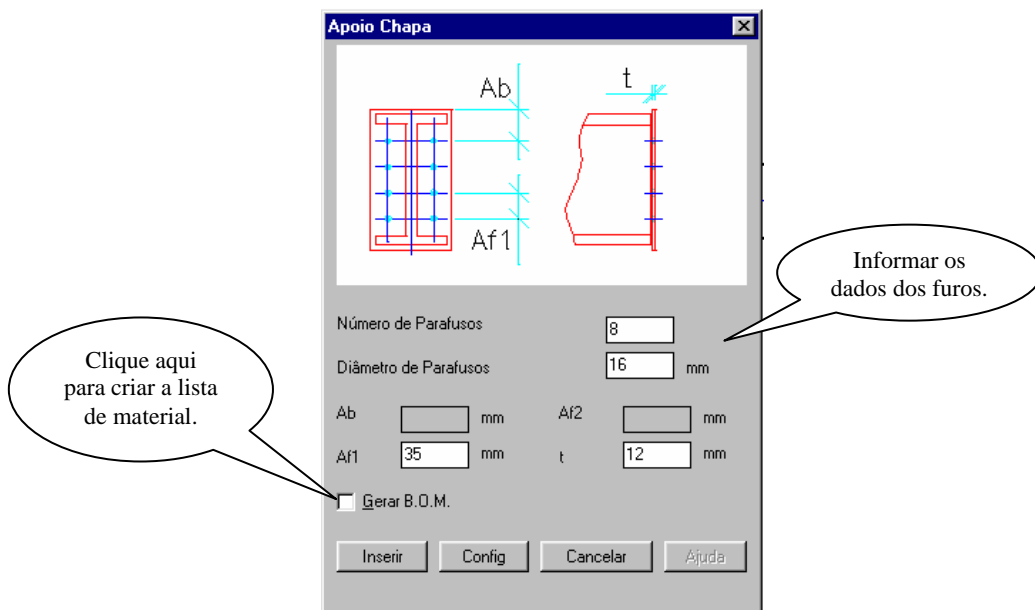 Apoio Chapa
Ab
t
Af1
Informar os
dados dos furos.
Número de Parafusos 8
Clique aqui
para criar a lista
de material.
Diâmetro de Parafusos 16 mm
Ab mm Af2 mm
Af1 35 mm t 12 mm
Gerar B.O.M.
Inserir Config Cancelar Ajuda